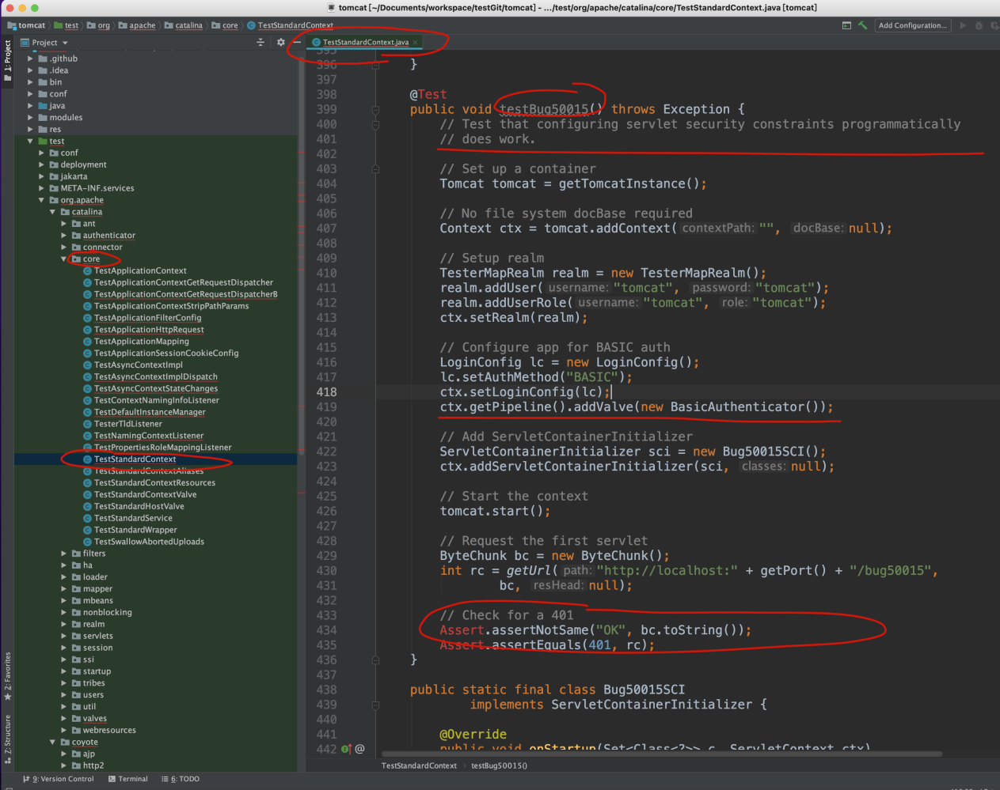 tomcat [~/Documents/workspace/testGit/tomcat] - .../test/org/apache/catalina/core/TestStandardContext.java [tomcat]
tomcat test org apache catalina core TestStandardContext
Add Configuration...
1: Project
Project
TestStandardContext.java
.github
.idea
bin
conf
java
modules
res
test
conf
deployment
jakarta
META-INF.services
org.apache
catalina
ant
authenticator
connector
core
TestApplicationContext
TestApplicationContextGetRequestDispatcher
TestApplicationContextGetRequestDispatcherB
TestApplicationContextStripPathParams
TestApplicationFilterConfig
TestApplicationHttpRequest
TestApplicationMapping
TestApplicationSessionCookieConfig
TestAsyncContextImpl
TestAsyncContextImplDispatch
TestAsyncContextStateChanges
TestContextNamingInfoListener
TestDefaultInstanceManager
TesterTldListener
TestNamingContextListener
TestPropertiesRoleMappingListener
TestStandardContext
TestStandardContextAliases
TestStandardContextResources
TestStandardContextValve
TestStandardHostValve
TestStandardService
TestStandardWrapper
TestSwallowAbortedUploads
filters
ha
loader
mapper
mbeans
nonblocking
realm
servlets
session
ssi
startup
tribes
users
util
valves
webresources
coyote
ajp
http2
2: Favorites
7: Structure
395
396 }
397
398 @Test
399 public void testBug50015() throws Exception {
400 // Test that configuring servlet security constraints programmatically
401 // does work.
402
403 // Set up a container
404 Tomcat tomcat = getTomcatInstance();
405
406 // No file system docBase required
407 Context ctx = tomcat.addContext( contextPath: "", docBase: null);
408
409 // Setup realm
410 TesterMapRealm realm = new TesterMapRealm();
411 realm.addUser( username: "tomcat", password: "tomcat");
412 realm.addUserRole( username: "tomcat", role: "tomcat");
413 ctx.setRealm(realm);
414
415 // Configure app for BASIC auth
416 LoginConfig lc = new LoginConfig();
417 lc.setAuthMethod("BASIC");
418 ctx.setLoginConfig(lc);
419 ctx.getPipeline().addValve(new BasicAuthenticator());
420
421 // Add ServletContainerInitializer
422 ServletContainerInitializer sci = new Bug50015SCI();
423 ctx.addServletContainerInitializer(sci, classes: null);
424
425 // Start the context
426 tomcat.start();
427
428 // Request the first servlet
429 ByteChunk bc = new ByteChunk();
430 int rc = getUrl( path: "http://localhost:" + getPort() + "/bug50015",
431 bc, resHead: null);
432
433 // Check for a 401
434 Assert.assertNotSame("OK", bc.toString());
435 Assert.assertEquals(401, rc);
436 }
437
438 public static final class Bug50015SCI
439 implements ServletContainerInitializer {
440
441 @Override
442 @ public void onStartup(Set<Class<?>> c, ServletContext ctx)
TestStandardContext › testBug50015()
9: Version Control Terminal 6: TODO